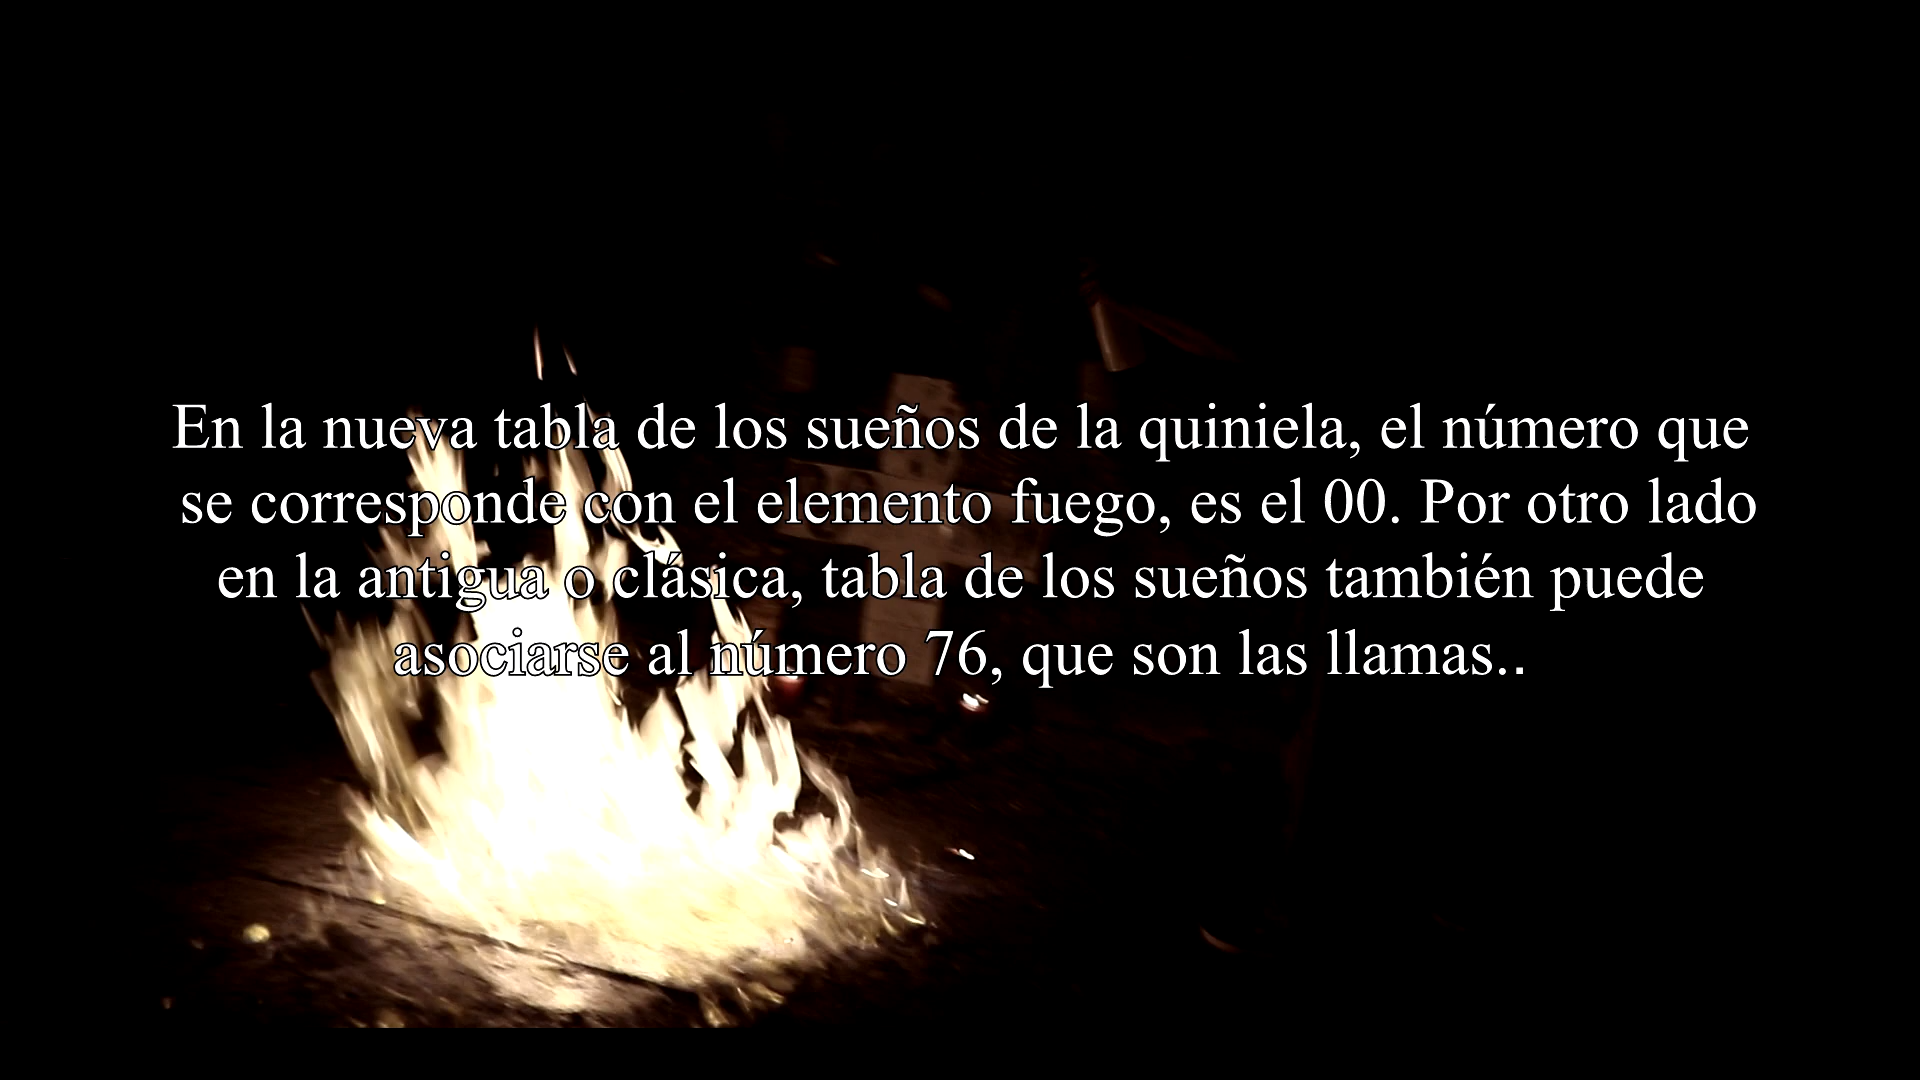 En la nueva tabla de los sueños de la quiniela, el número que
se corresponde con el elemento fuego, es el 00. Por otro lado
en la antigua o clásica, tabla de los sueños también puede
asociarse al número 76, que son las llamas..